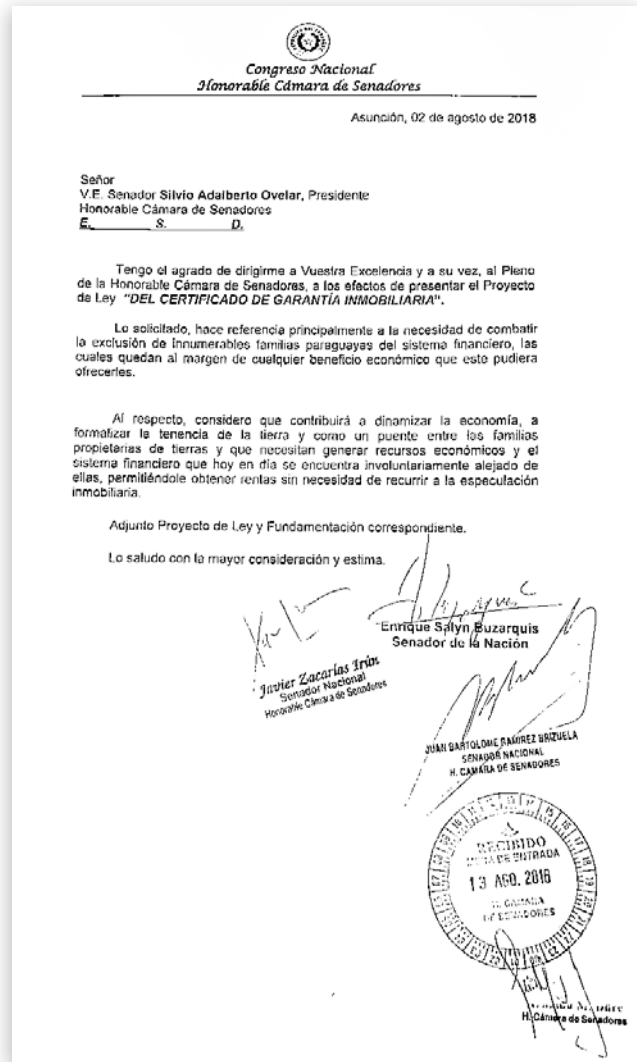 Congreso Nacional
Honorable Cámara de Senadores
Asunción, 02 de agosto de 2018
Señor
V.E. Senador Silvio Adalberto Ovelar, Presidente
Honorable Cámara de Senadores
E. S. D.
Tengo el agrado de dirigirme a Vuestra Excelencia y a su vez, al Pleno
de la Honorable Cámara de Senadores, a los efectos de presentar el Proyecto
de Ley "DEL CERTIFICADO DE GARANTÍA INMOBILIARIA".
Lo solicitado, hace referencia principalmente a la necesidad de combatir
la exclusión de innumerables familias paraguayas del sistema financiero, las
cuales quedan al margen de cualquier beneficio económico que este pudiera
ofrecerles.
Al respecto, considero que contribuirá a dinamizar la economía, a
formalizar la tenencia de la tierra y como un puente entre las familias
propietarias de tierras y que necesitan generar recursos económicos y el
sistema financiero que hoy en día se encuentra involuntariamente alejado de
ellas, permitiéndole obtener rentas sin necesidad de recurrir a la especulación
inmobiliaria.
Adjunto Proyecto de Ley y Fundamentación correspondiente.
Lo saludo con la mayor consideración y estima.
Enrique Salyn Buzarquis
Senador de la Nación
Javier Zacarías Irún
Senador Nacional
Honorable Cámara de Senadores
JUAN BARTOLOME RAMIREZ BRIZUELA
SENADOR NACIONAL
H. CAMARA DE SENADORES
RECIBIDO
MESA DE ENTRADA
13 AGO. 2018
H. CAMARA
DE SENADORES
H. Cámara de Senadores